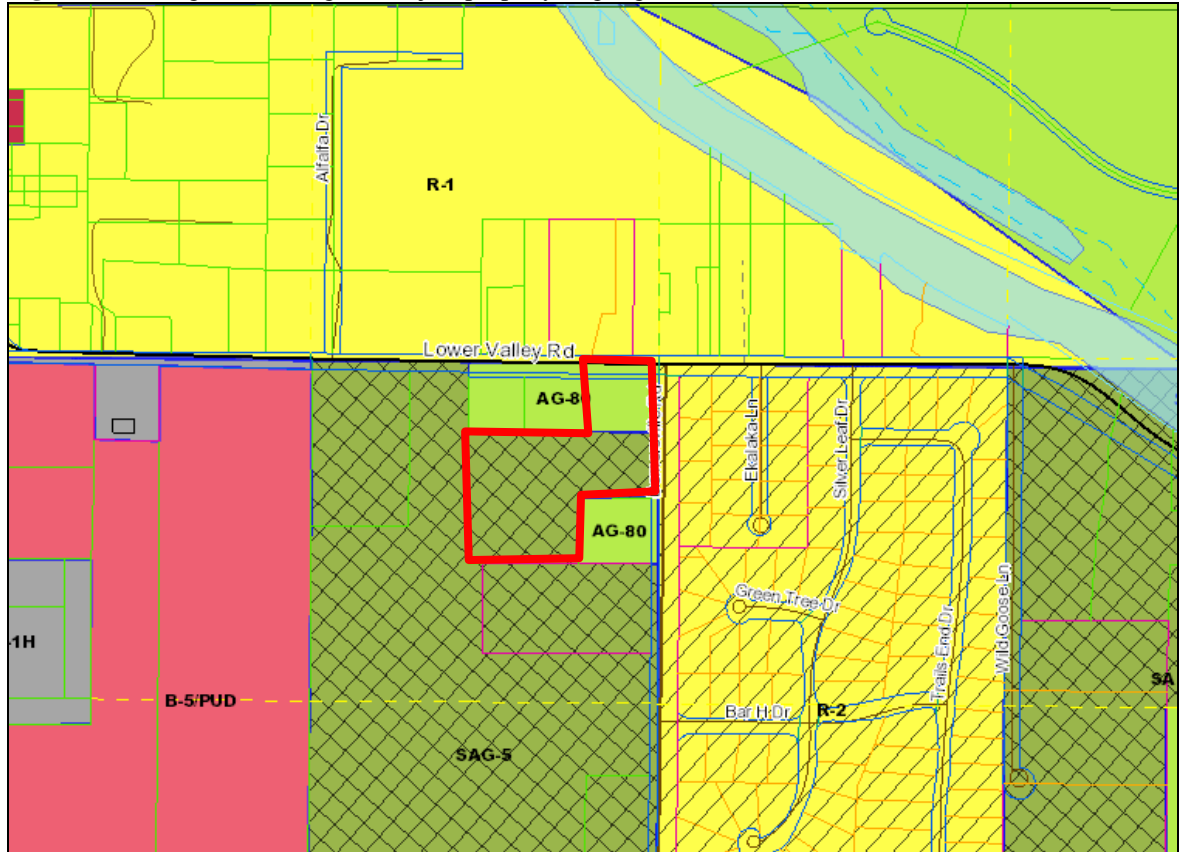 Alfalfa Dr
R-1
Lower Valley Rd
AG-80
Ekalaka Ln
Silver Leaf Dr
AG-80
Green Tree Dr
Wild Goose Ln
-1H
Trails End Dr
SA
B-5/PUD
Bar H Dr
R-2
SAG-5